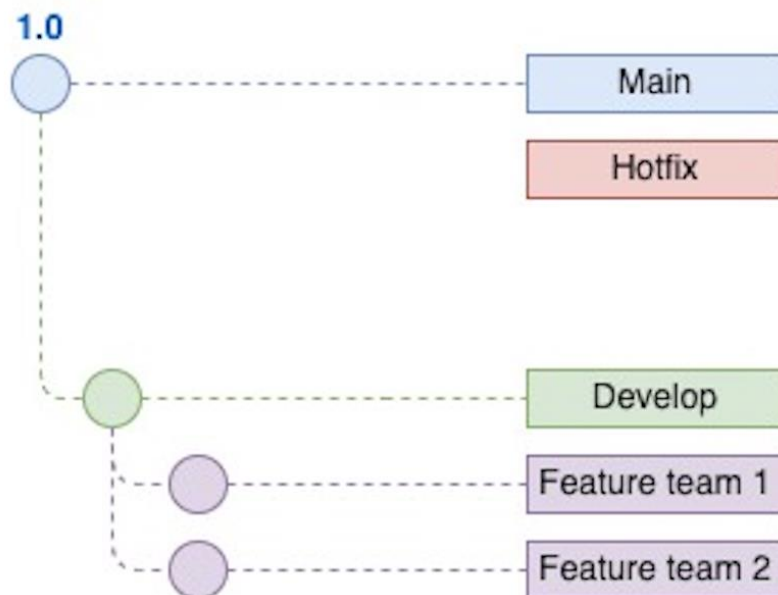 1.0
Main
Hotfix
Develop
Feature team 1
Feature team 2